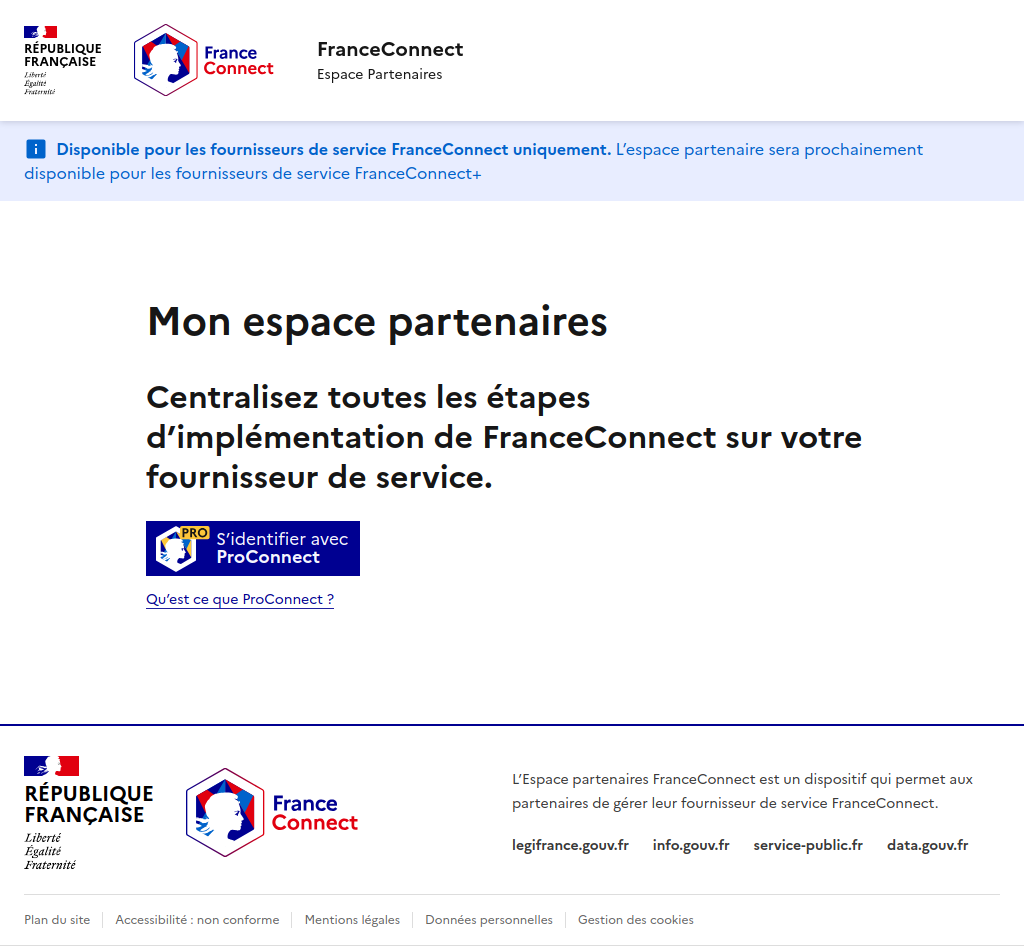 RÉPUBLIQUE
FRANÇAISE
Liberté
Égalité
Fraternité
France
Connect
FranceConnect
Espace Partenaires
Disponible pour les fournisseurs de service FranceConnect uniquement. L’espace partenaire sera prochainement
disponible pour les fournisseurs de service FranceConnect+
Mon espace partenaires
Centralisez toutes les étapes
d’implémentation de FranceConnect sur votre
fournisseur de service.
PRO
S’identifier avec
ProConnect
Qu’est ce que ProConnect ?
RÉPUBLIQUE
FRANÇAISE
Liberté
Égalité
Fraternité
France
Connect
L’Espace partenaires FranceConnect est un dispositif qui permet aux
partenaires de gérer leur fournisseur de service FranceConnect.
legifrance.gouv.fr info.gouv.fr service-public.fr data.gouv.fr
Plan du site Accessibilité : non conforme Mentions légales Données personnelles Gestion des cookies